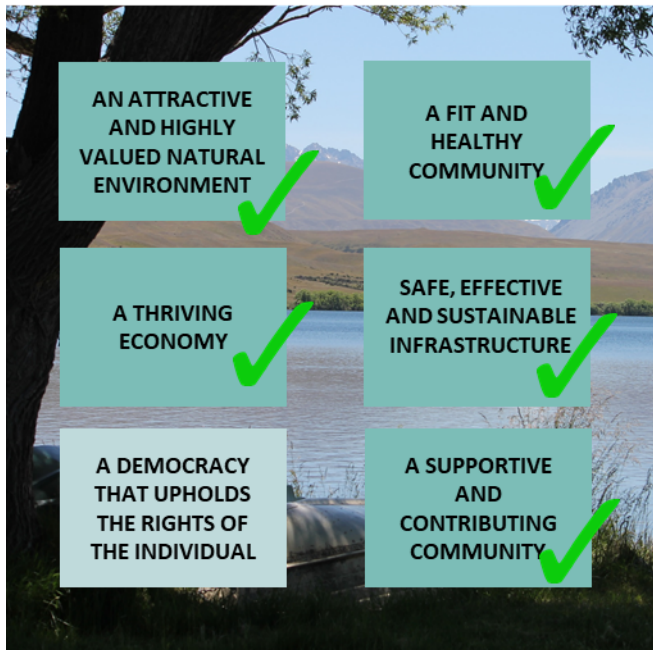 AN ATTRACTIVE
AND HIGHLY
VALUED NATURAL
ENVIRONMENT
A FIT AND
HEALTHY
COMMUNITY
A THRIVING
ECONOMY
SAFE, EFFECTIVE
AND SUSTAINABLE
INFRASTRUCTURE
A DEMOCRACY
THAT UPHOLDS
THE RIGHTS OF
THE INDIVIDUAL
A SUPPORTIVE
AND
CONTRIBUTING
COMMUNITY